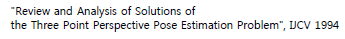 "Review and Analysis of Solutions of
the Three Point Perspective Pose Estimation Problem", IJCV 1994